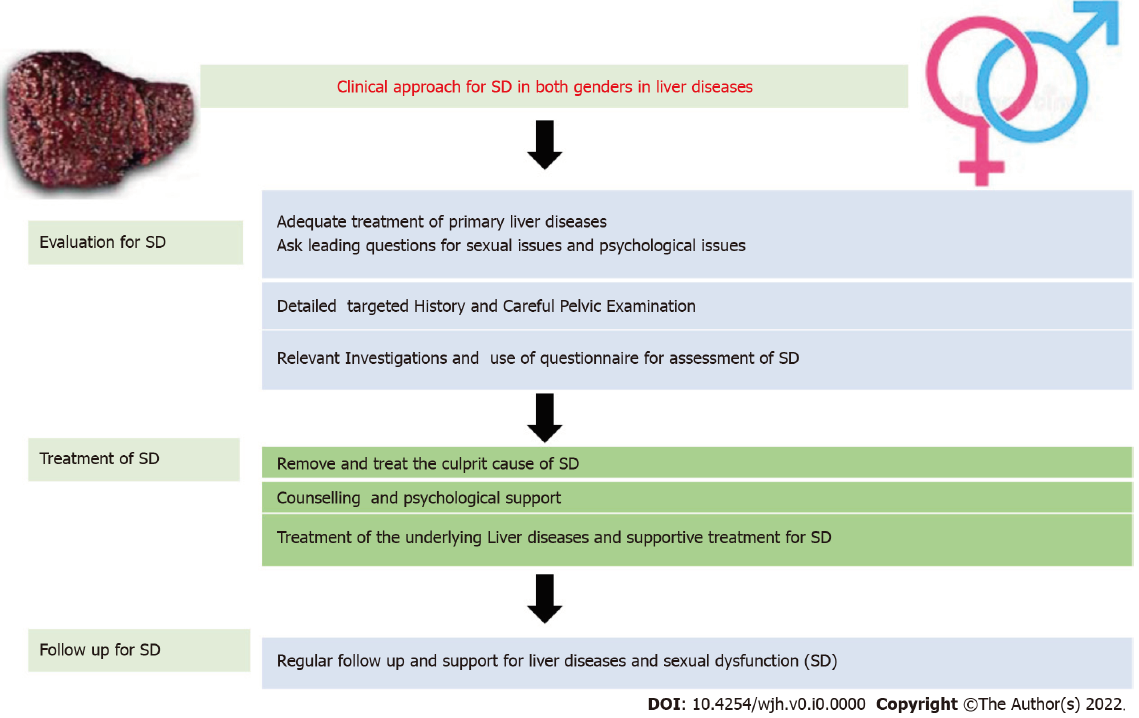 Clinical approach for SD in both genders in liver diseases
Evaluation for SD
Adequate treatment of primary liver diseases
Ask leading questions for sexual issues and psychological issues
Detailed targeted History and Careful Pelvic Examination
Relevant Investigations and use of questionnaire for assessment of SD
Treatment of SD
Remove and treat the culprit cause of SD
Counselling and psychological support
Treatment of the underlying Liver diseases and supportive treatment for SD
Follow up for SD
Regular follow up and support for liver diseases and sexual dysfunction (SD)
DOI: 10.4254/wjh.v0.i0.0000 Copyright ©The Author(s) 2022.